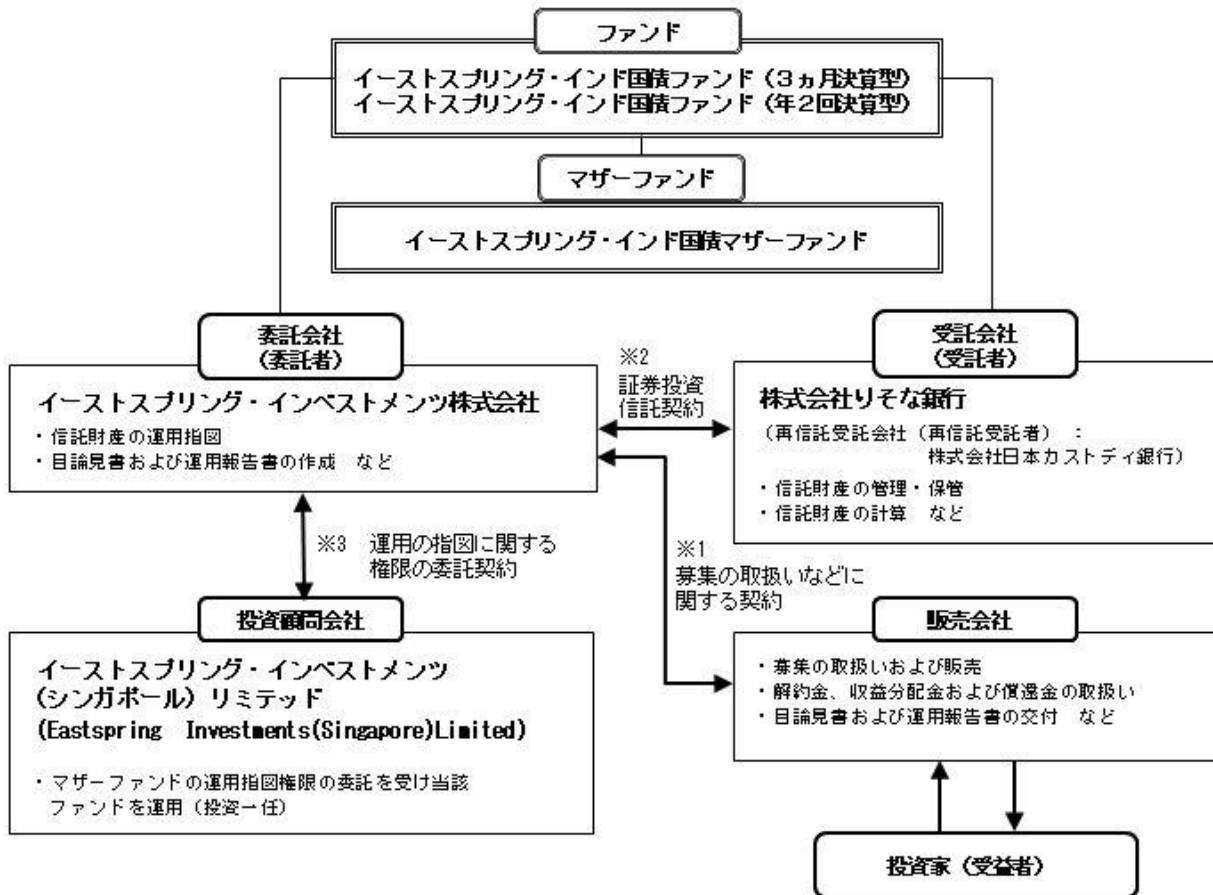 ファンド
イーストスプリング・インド国債ファンド（３ヵ月決算型）
イーストスプリング・インド国債ファンド（年２回決算型）
マザーファンド
イーストスプリング・インド国債マザーファンド
委託会社
（委託者）
イーストスプリング・インベストメンツ株式会社
・信託財産の運用指図
・目論見書および運用報告書の作成　など
※2
証券投資
信託契約
受託会社
（受託者）
株式会社りそな銀行
（再信託受託会社（再信託受託者）　：
株式会社日本カストディ銀行）
・信託財産の管理・保管
・信託財産の計算　など
※3　運用の指図に関する
権限の委託契約
※1
募集の取扱いなどに
関する契約
投資顧問会社
イーストスプリング・インベストメンツ
(シンガポール）リミテッド
(Eastspring　Investments(Singapore)Limited)
・マザーファンドの運用指図権限の委託を受け当該
ファンドを運用（投資一任）
販売会社
・募集の取扱いおよび販売
・解約金、収益分配金および償還金の取扱い
・目論見書および運用報告書の交付　など
投資家（受益者）